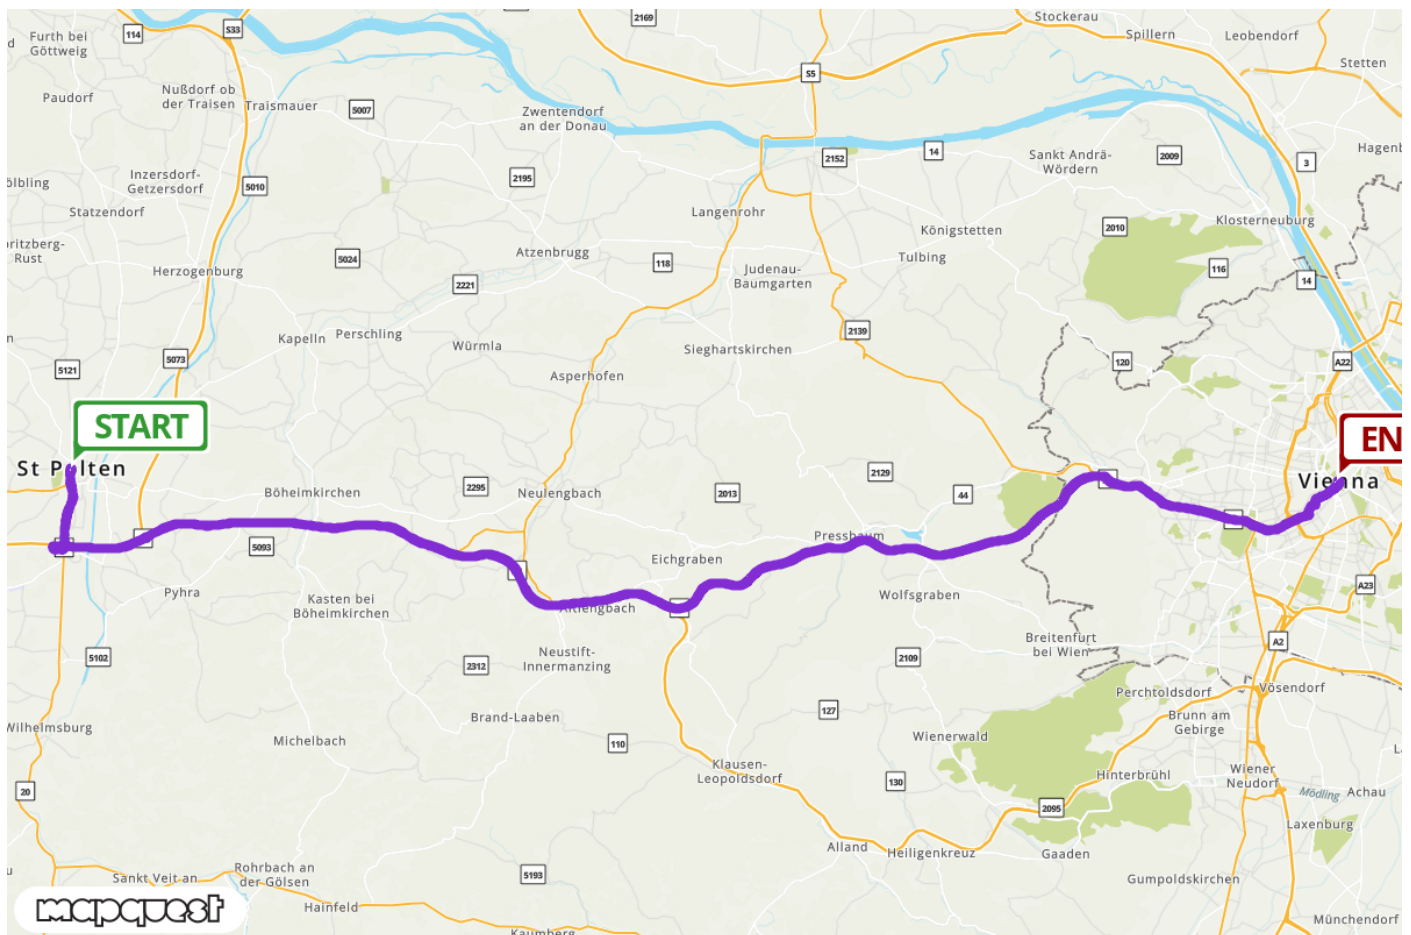 2169
Stockerau
Furth bei
Göttweig
114
S33
Spillern
Leobendorf
Stetten
S5
Paudorf
Nußdorf ob
der Traisen
Traismauer
5007
Zwentendorf
an der Donau
2152
14
Sankt Andrä-
Wördern
2009
3
Hagenb
ölbling
Inzersdorf-
Getzersdorf
5010
2195
Statzendorf
Langenrohr
Königstetten
2010
Klosterneuburg
oritzberg-
Rust
Herzogenburg
5024
Atzenbrugg
118
Judenau-
Baumgarten
Tulbing
116
14
2221
n
5121
5073
Kapelln
Perschling
Würmla
Sieghartskirchen
2139
120
A22
Asperhofen
START
EN
St P lten
Vienna
2295
Böheimkirchen
Neulengbach
2013
2129
44
5093
Pressbaum
Eichgraben
Pyhra
Kasten bei
Böheimkirchen
Altlengbach
Wolfsgraben
A23
5102
2312
Neustift-
Innermanzing
2109
Breitenfurt
bei Wien
A2
Perchtoldsdorf
Vösendorf
Wilhelmsburg
Brand-Laaben
127
Brunn am
Gebirge
Michelbach
110
Wienerwald
L
20
Klausen-
Leopoldsdorf
130
Hinterbrühl
Wiener
Neudorf
Mödling
Achau
2095
Laxenburg
Alland
Heiligenkreuz
Gaaden
Sankt Veit an
Rohrbach an
der Gölsen
5193
Gumpoldskirchen
mapquest
Hainfeld
Kaumberg
Münchendorf